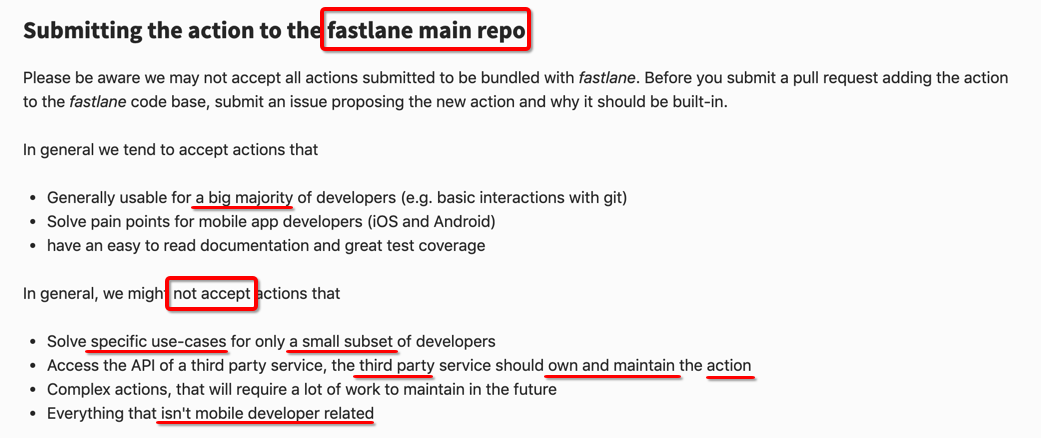 Submitting the action to the fastlane main repo
Please be aware we may not accept all actions submitted to be bundled with fastlane. Before you submit a pull request adding the action
to the fastlane code base, submit an issue proposing the new action and why it should be built-in.
In general we tend to accept actions that
• Generally usable for a big majority of developers (e.g. basic interactions with git)
• Solve pain points for mobile app developers (iOS and Android)
• have an easy to read documentation and great test coverage
In general, we might not accept actions that
• Solve specific use-cases for only a small subset of developers
• Access the API of a third party service, the third party service should own and maintain the action
• Complex actions, that will require a lot of work to maintain in the future
• Everything that isn't mobile developer related